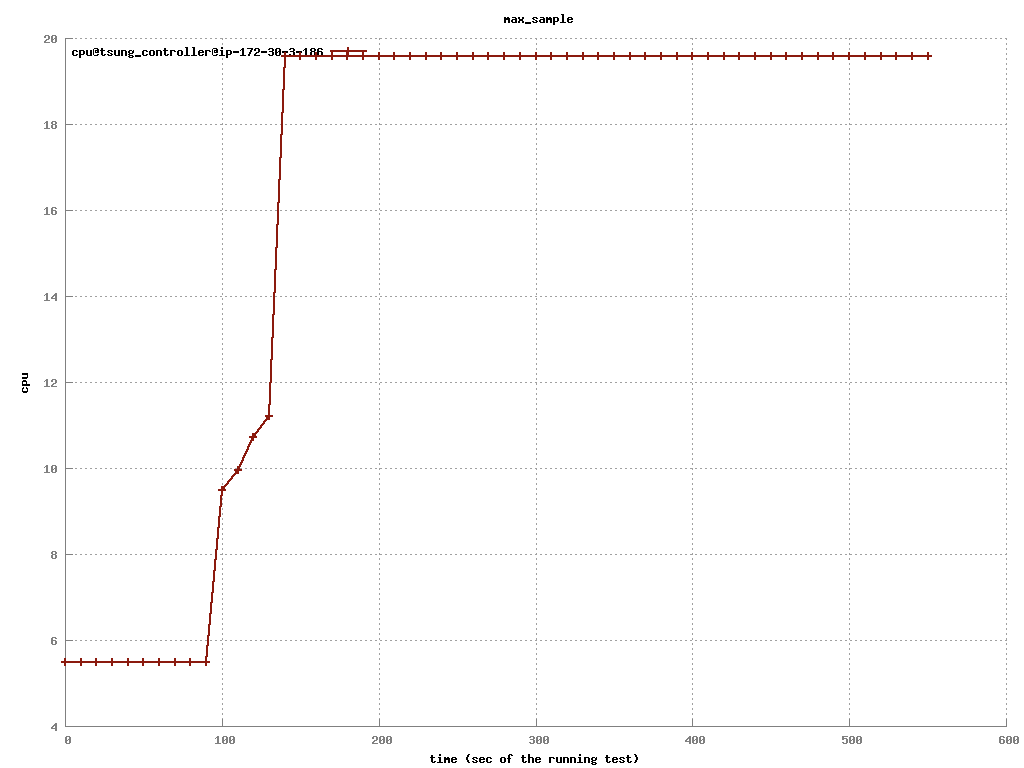 max_sample
cpu@tsung_controller@ip-172-30-3-186
20
18
16
14
12
10
8
6
4
cpu
0 100 200 300 400 500 600
time (sec of the running test)